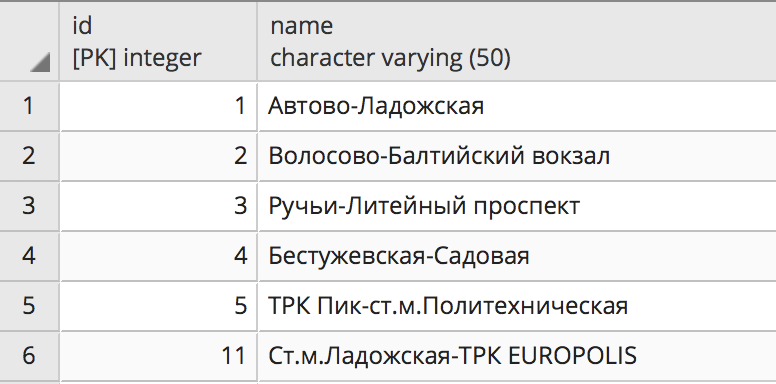 id name
[PK] integer character varying (50)
1 1 Автово-Ладожская
2 2 Волосово-Балтийский вокзал
3 3 Ручьи-Литейный проспект
4 4 Бестужевская-Садовая
5 5 ТРК Пик-ст.м.Политехническая
6 11 Ст.м.Ладожская-ТРК EUROPOLIS